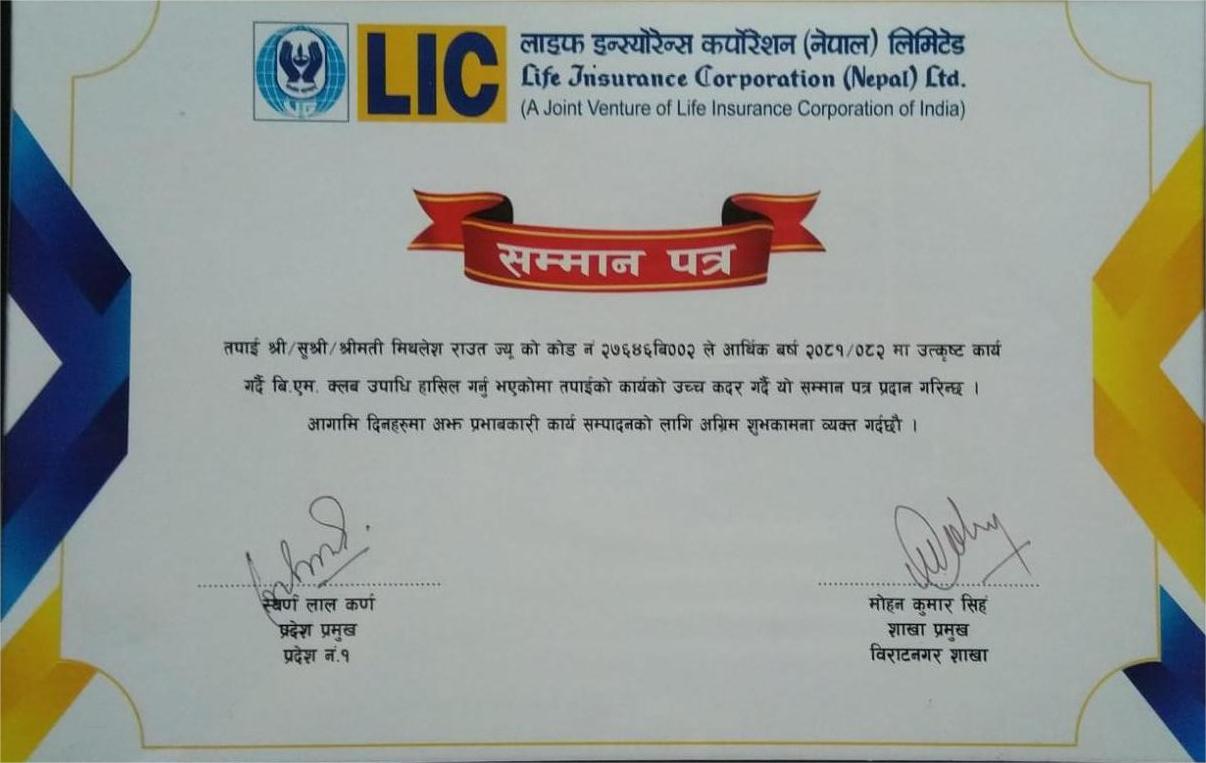 LIC
लाइफ इन्स्योरेन्स कर्पोरेशन (नेपाल) लिमिटेड
Life Insurance Corporation (Nepal) Ltd.
(A Joint Venture of Life Insurance Corporation of India)
सम्मान पत्र
तपाई श्री/सुश्री/श्रीमती मिथलेश राउत ज्यू को कोड नं २७६४६बि००२ ले आर्थिक बर्ष २०८१/०८२ मा उत्कृष्ट कार्य
गर्दै बि.एम. क्लब उपाधि हासिल गर्नु भएकोमा तपाईको कार्यको उच्च कदर गर्दै यो सम्मान पत्र प्रदान गरिन्छ ।
आगामि दिनहरुमा अझ प्रभाबकारी कार्य सम्पादनको लागि अग्रिम शुभकामना व्यक्त गर्दछौ ।
स्वर्ण लाल कर्ण
प्रदेश प्रमुख
प्रदेश नं.१
मोहन कुमार सिहं
शाखा प्रमुख
विराटनगर शाखा